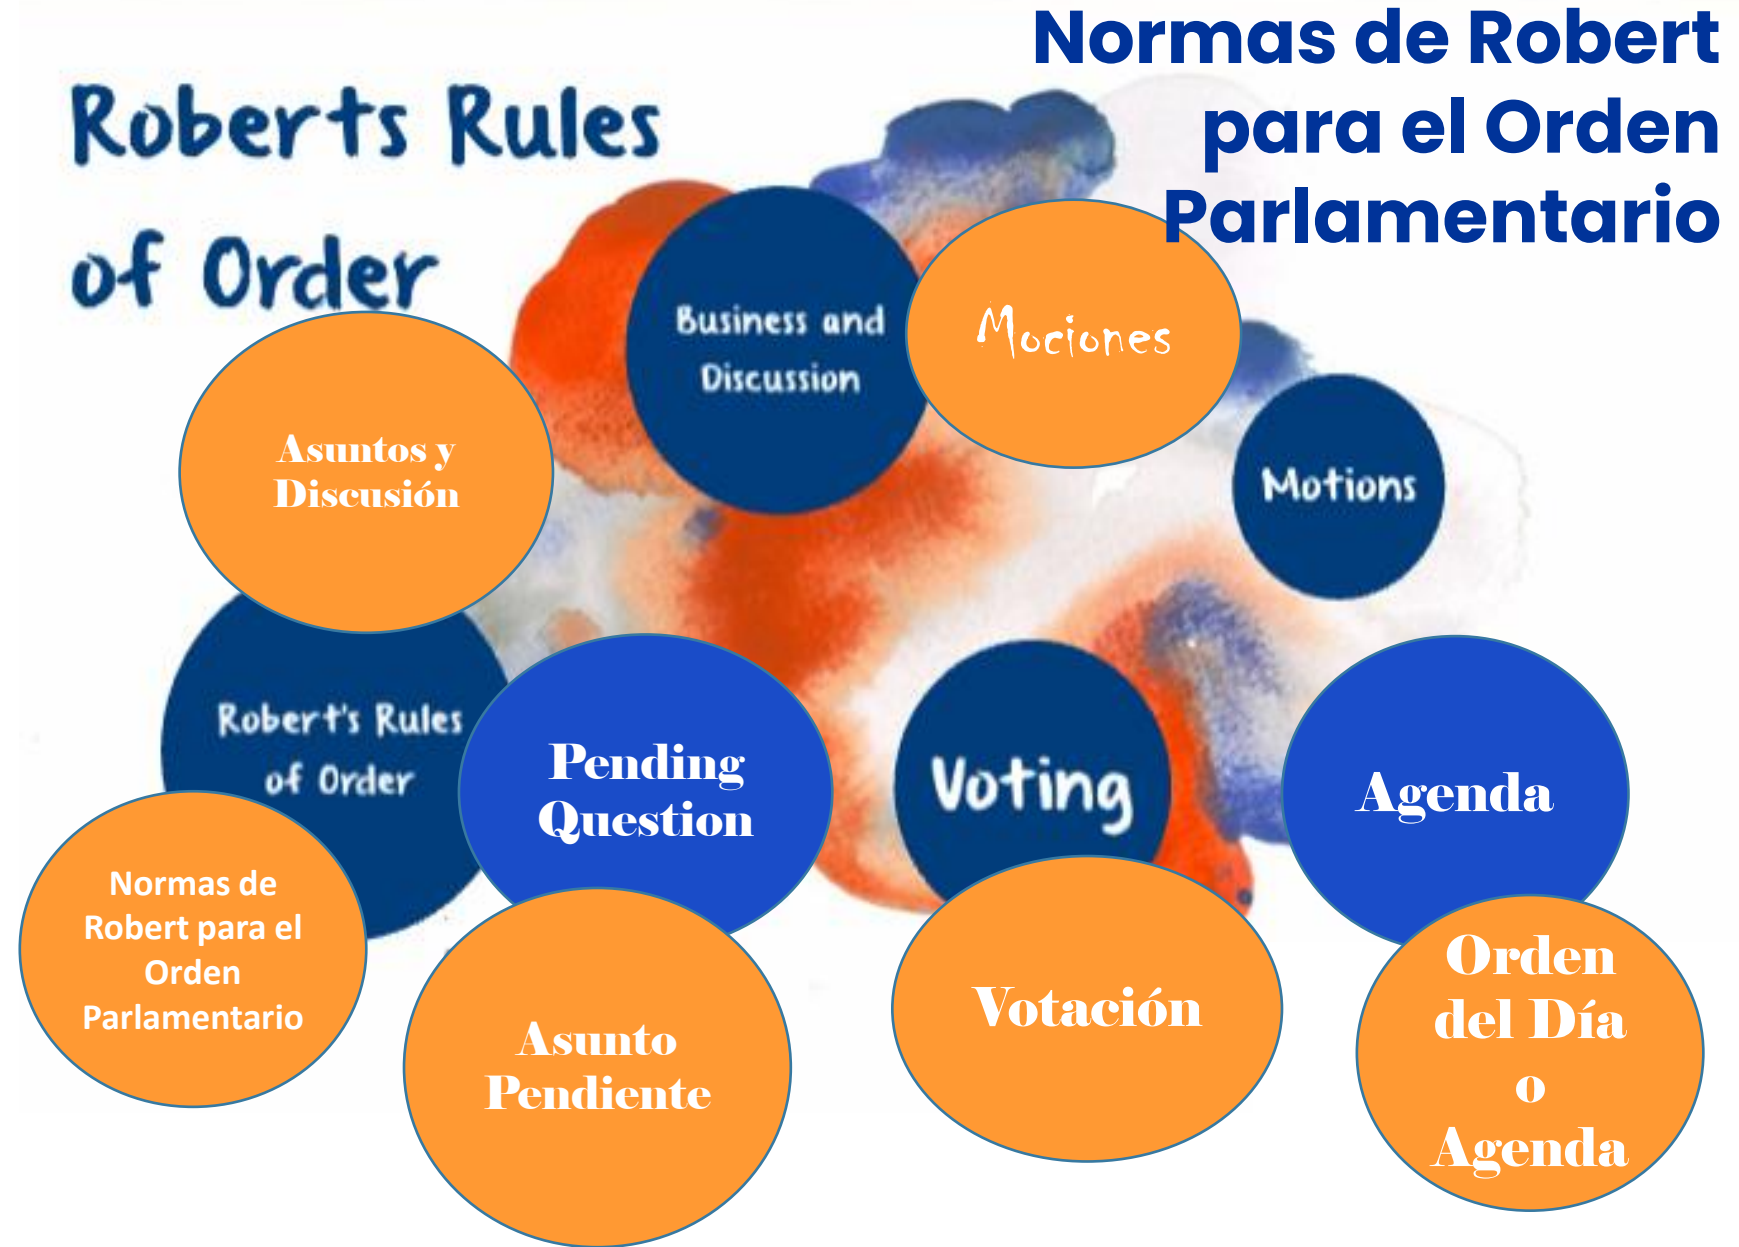 Roberts Rules
of Order
Normas de Robert
para el Orden
Parlamentario
Business and
Discussion
Mociones
Asuntos y
Discusión
Motions
Robert's Rules
of Order
Normas de
Robert para el
Orden
Parlamentario
Pending
Question
Asunto
Pendiente
Voting
Votación
Agenda
Orden
del Día
o
Agenda